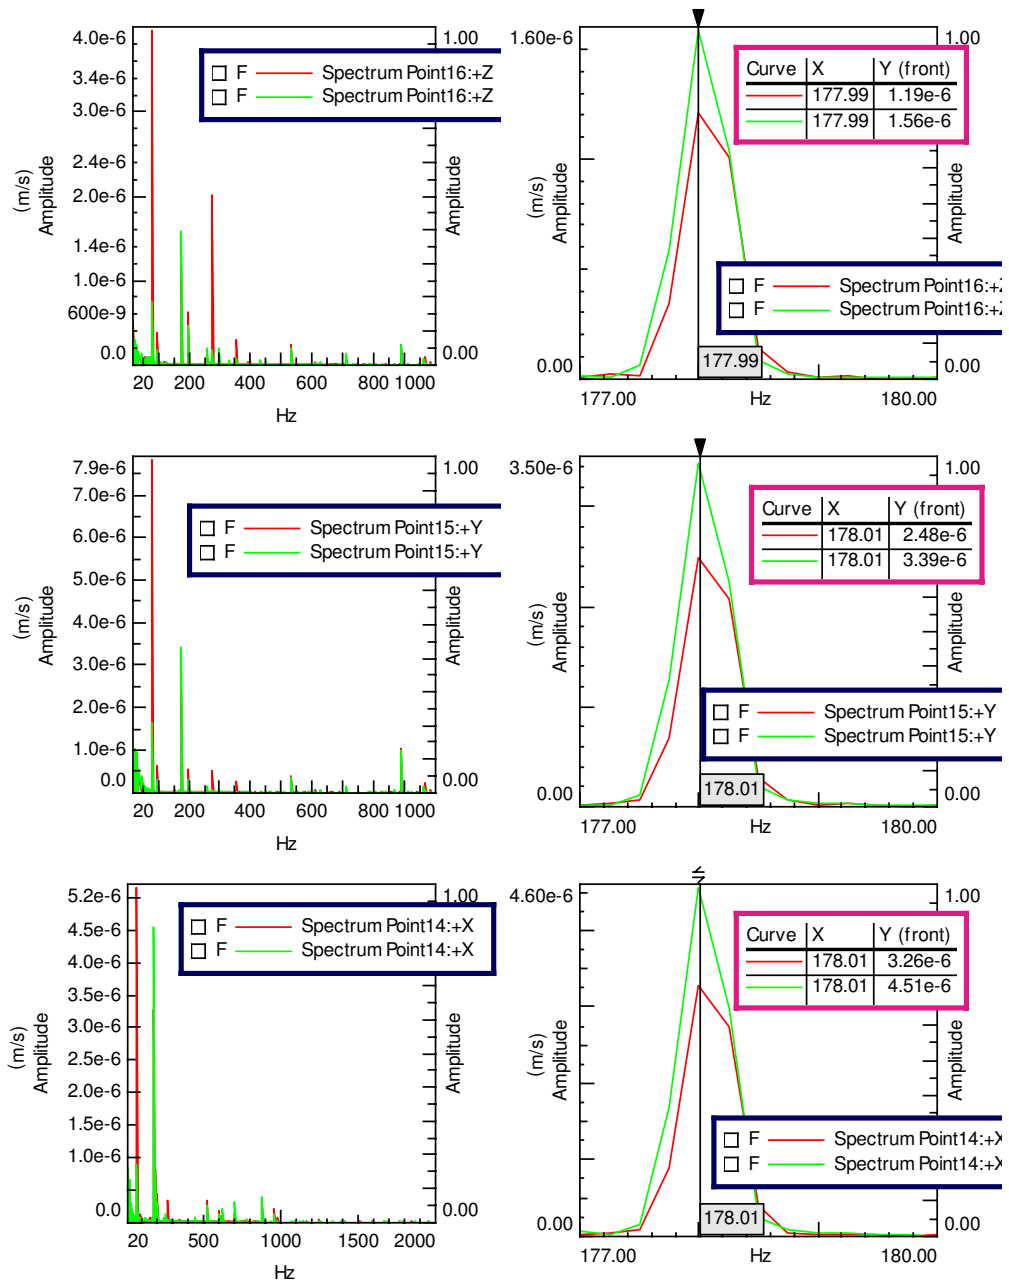 4.0e-6
3.4e-6
3.0e-6
2.4e-6
2.0e-6
1.4e-6
1.0e-6
600e-9
0.0
(m/s)
Amplitude
1.00
0.00
Amplitude
F Spectrum Point16:+Z
F Spectrum Point16:+Z
20 200 400 600 800 1000
Hz
1.60e-6
0.00
(m/s)
Amplitude
1.00
0.00
Amplitude
Curve X Y (front)
177.99 1.19e-6
177.99 1.56e-6
F Spectrum Point16:+Z
F Spectrum Point16:+Z
177.99
177.00 Hz 180.00
7.9e-6
7.0e-6
6.0e-6
5.0e-6
4.0e-6
3.0e-6
2.0e-6
1.0e-6
0.0
(m/s)
Amplitude
1.00
0.00
Amplitude
F Spectrum Point15:+Y
F Spectrum Point15:+Y
20 200 400 600 800 1000
Hz
3.50e-6
0.00
(m/s)
Amplitude
1.00
0.00
Amplitude
Curve X Y (front)
178.01 2.48e-6
178.01 3.39e-6
F Spectrum Point15:+Y
F Spectrum Point15:+Y
178.01
177.00 Hz 180.00
5.2e-6
4.5e-6
4.0e-6
3.5e-6
3.0e-6
2.5e-6
2.0e-6
1.5e-6
1.0e-6
0.0
(m/s)
Amplitude
1.00
0.00
Amplitude
F Spectrum Point14:+X
F Spectrum Point14:+X
20 500 1000 1500 2000
Hz
4.60e-6
0.00
(m/s)
Amplitude
1.00
0.00
Amplitude
Curve X Y (front)
178.01 3.26e-6
178.01 4.51e-6
F Spectrum Point14:+X
F Spectrum Point14:+X
178.01
177.00 Hz 180.00